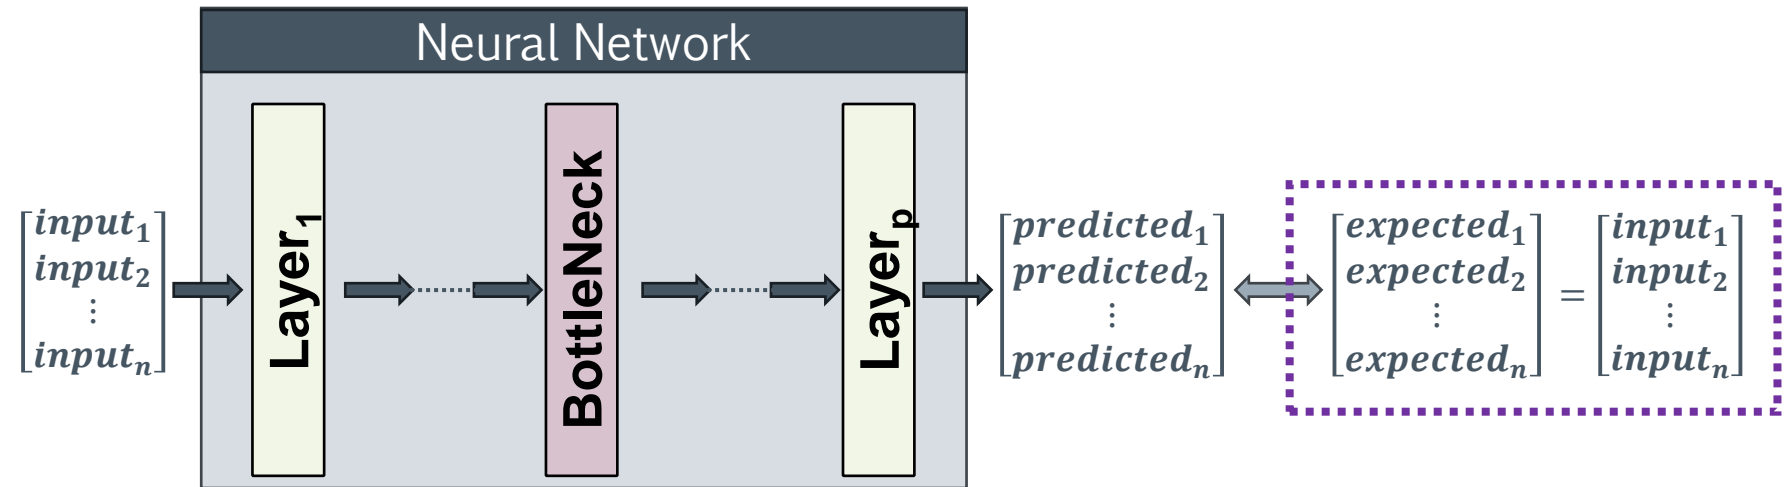 Neural Network
input₁
input₂
⋮
inputₙ
Layer₁
BottleNeck
Layerₚ
predicted₁
predicted₂
⋮
predictedₙ
expected₁
expected₂
⋮
expectedₙ
=
input₁
input₂
⋮
inputₙ